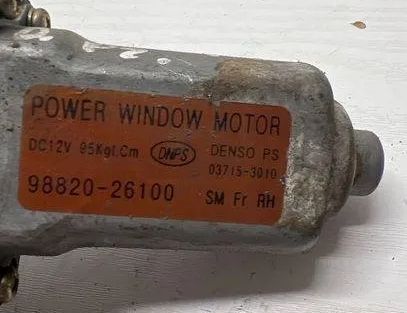 POWER WINDOW MOTOR
DC12V 95Kgf.Cm DNPS DENSO PS
03715-3010
98820-26100 SM Fr RH